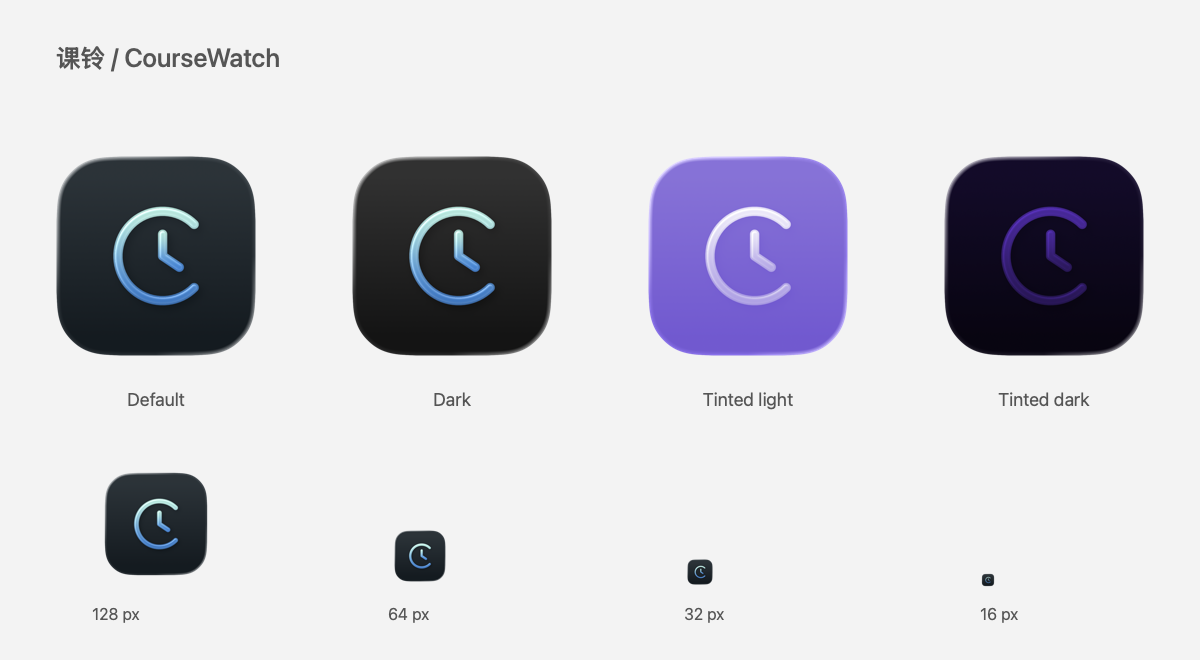 课铃 / CourseWatch
Default
Dark
Tinted light
Tinted dark
128 px
64 px
32 px
16 px